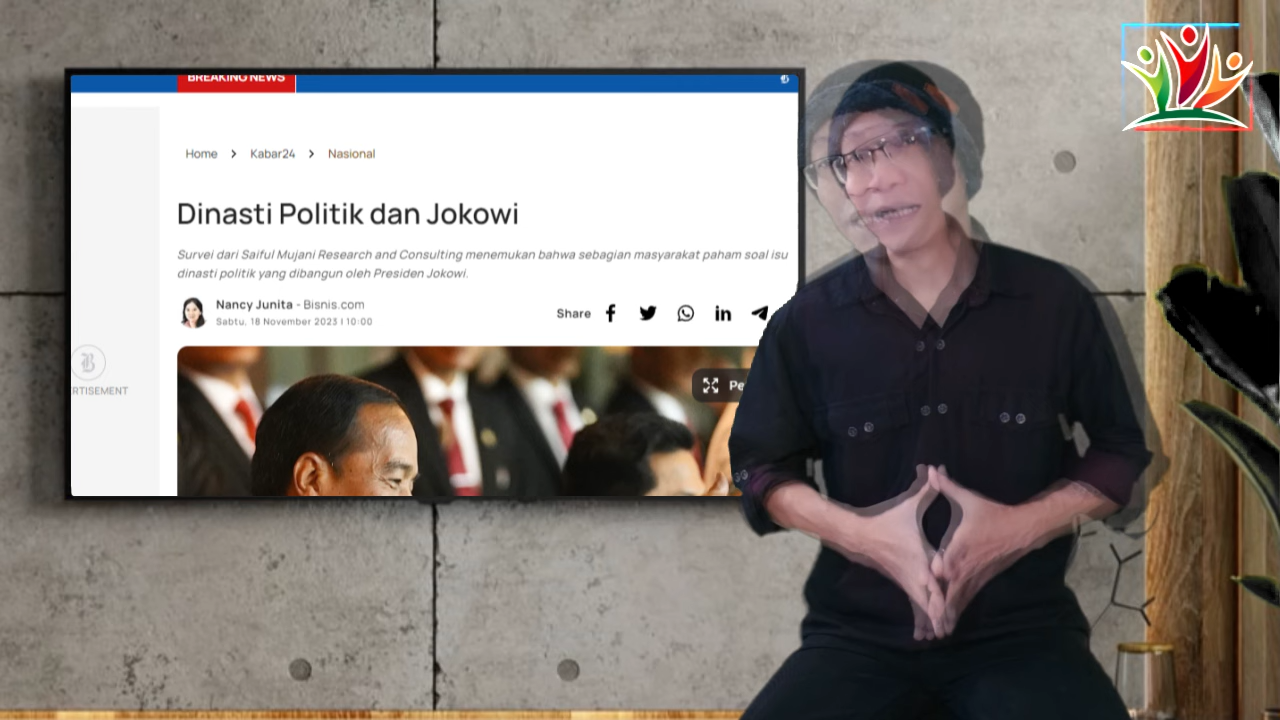 BREAKING NEWS
Home > Kabar24 > Nasional
Dinasti Politik dan Jokowi
Survei dari Saiful Mujani Research and Consulting menemukan bahwa sebagian masyarakat paham soal isu
dinasti politik yang dibangun oleh Presiden Jokowi.
Nancy Junita - Bisnis.com
Sabtu, 18 November 2023 | 10:00
Share
Pe
RTISEMENT